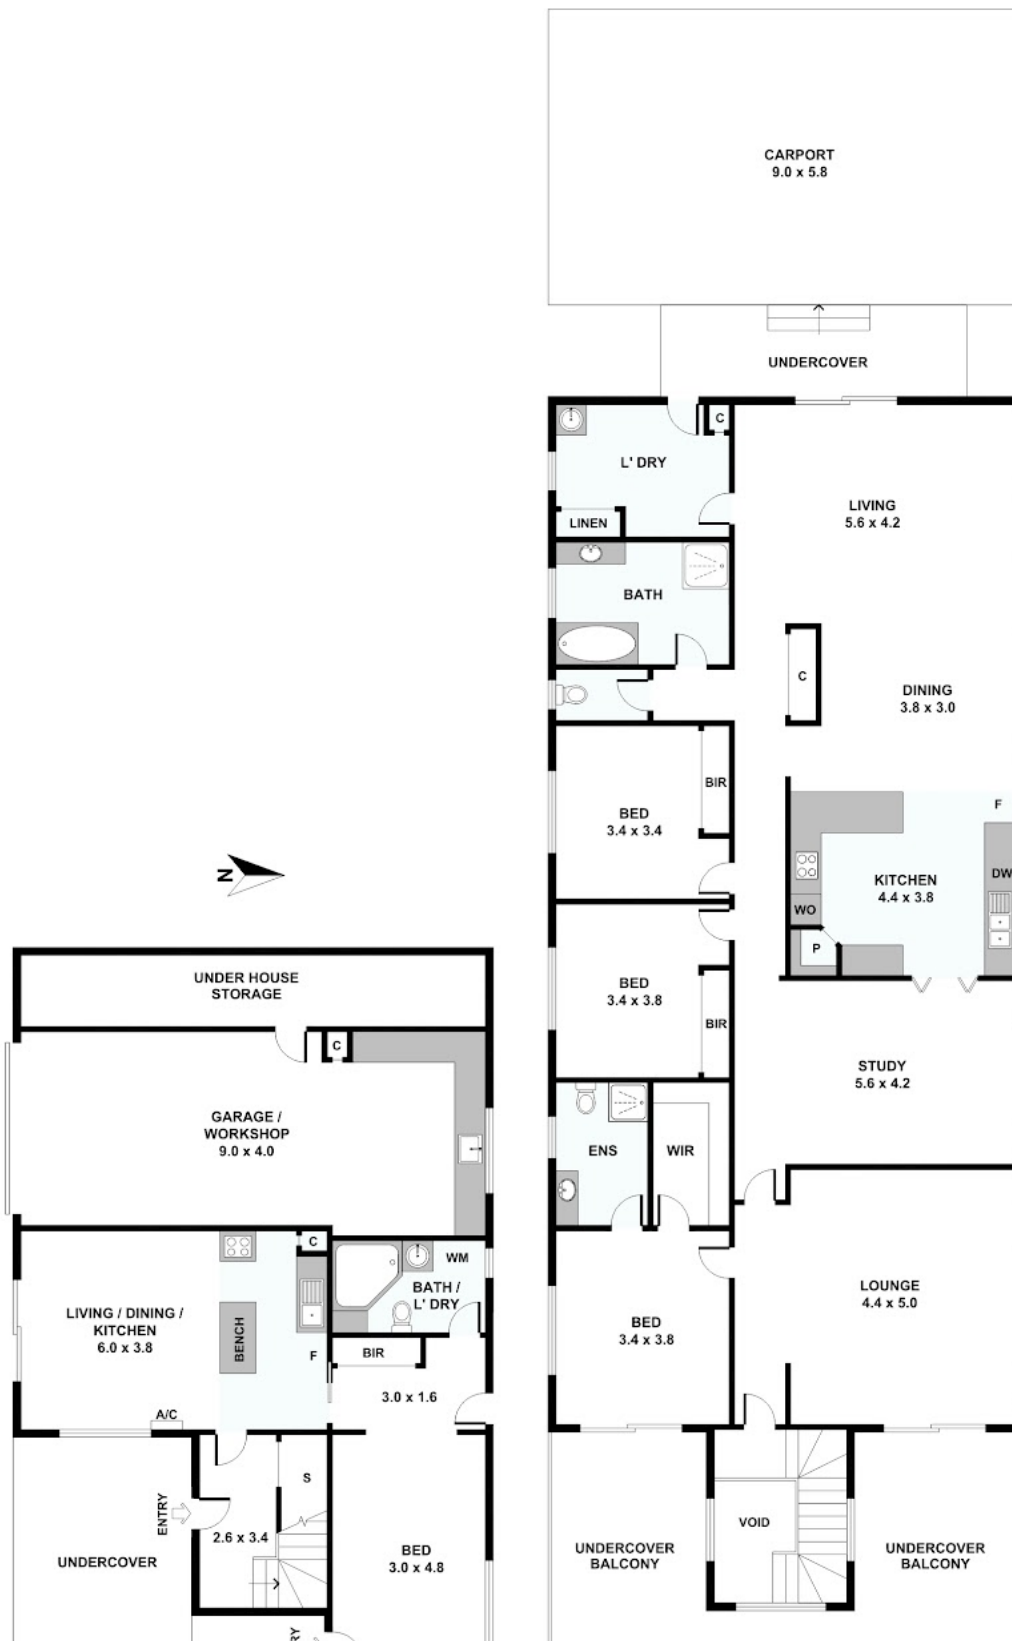 CARPORT
9.0 x 5.8
UNDERCOVER
C
L' DRY
LINEN
LIVING
5.6 x 4.2
BATH
C
DINING
3.8 x 3.0
BED
3.4 x 3.4
BIR
F
KITCHEN
4.4 x 3.8
DW
WO
P
BED
3.4 x 3.8
BIR
STUDY
5.6 x 4.2
ENS
WIR
BED
3.4 x 3.8
LOUNGE
4.4 x 5.0
VOID
UNDERCOVER
BALCONY
UNDERCOVER
BALCONY
N
UNDER HOUSE
STORAGE
C
GARAGE /
WORKSHOP
9.0 x 4.0
C
WM
BATH /
L' DRY
LIVING / DINING /
KITCHEN
6.0 x 3.8
BENCH
F
BIR
3.0 x 1.6
A/C
S
ENTRY
2.6 x 3.4
UNDERCOVER
BED
3.0 x 4.8